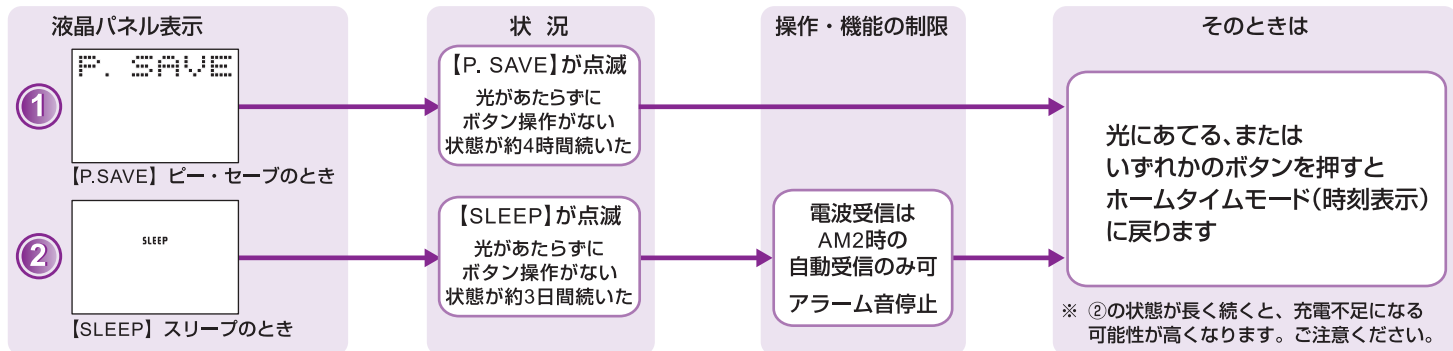 液晶パネル表示
状 況
操作・機能の制限
そのときは
1
P. SAVE
【P.SAVE】ピー・セーブのとき
【P. SAVE】が点滅
光があたらずに
ボタン操作がない
状態が約4時間続いた
2
SLEEP
【SLEEP】スリープのとき
【SLEEP】が点滅
光があたらずに
ボタン操作がない
状態が約3日間続いた
電波受信は
AM2時の
自動受信のみ可
アラーム音停止
光にあてる、または
いずれかのボタンを押すと
ホームタイムモード(時刻表示)
に戻ります
※ ②の状態が長く続くと、充電不足になる
可能性が高くなります。ご注意ください。